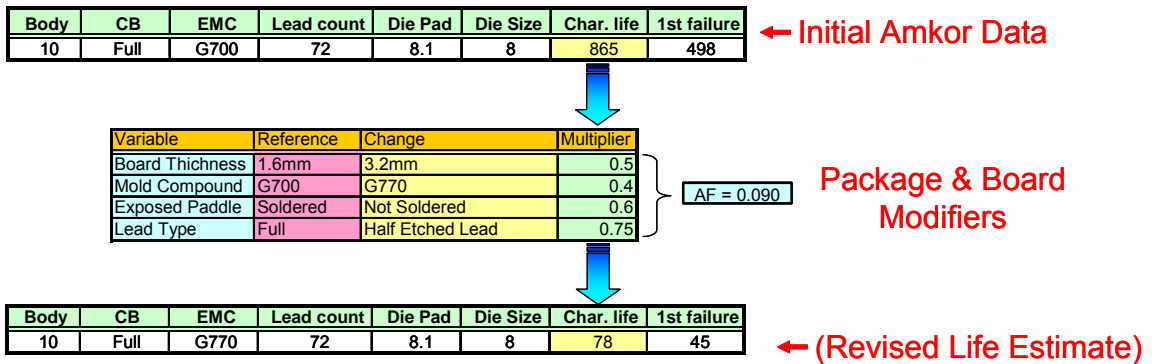 Body CB EMC Lead count Die Pad Die Size Char. life 1st failure
10 Full G700 72 8.1 8 865 498
Initial Amkor Data
Variable Reference Change Multiplier
Board Thichness 1.6mm 3.2mm 0.5
Mold Compound G700 G770 0.4
Exposed Paddle Soldered Not Soldered 0.6
Lead Type Full Half Etched Lead 0.75
AF = 0.090
Package & Board
Modifiers
Body CB EMC Lead count Die Pad Die Size Char. life 1st failure
10 Full G770 72 8.1 8 78 45
(Revised Life Estimate)